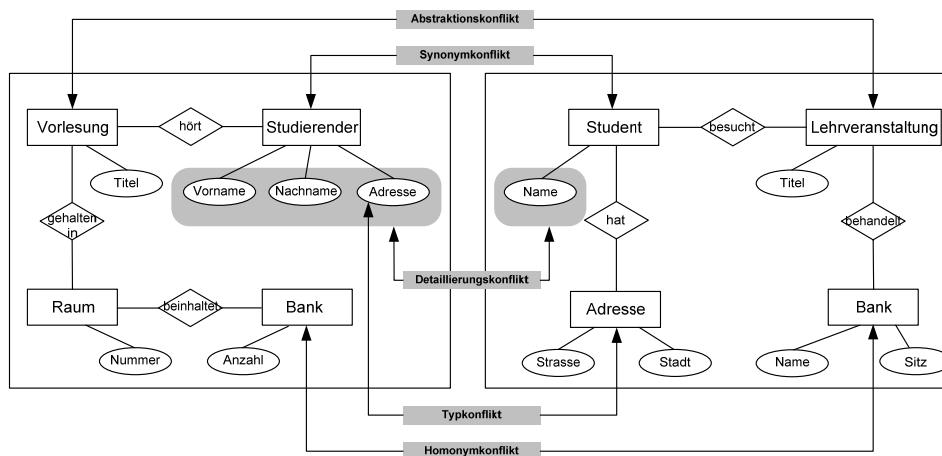 Abstraktionskonflikt
Synonymkonflikt
Vorlesung
hört
Studierender
Student
besucht
Lehrveranstaltung
Titel
Vorname
Nachname
Adresse
Name
Titel
gehalten
in
hat
behandelt
Detaillierungskonflikt
Raum
beinhaltet
Bank
Adresse
Bank
Nummer
Anzahl
Strasse
Stadt
Name
Sitz
Typkonflikt
Homonymkonflikt